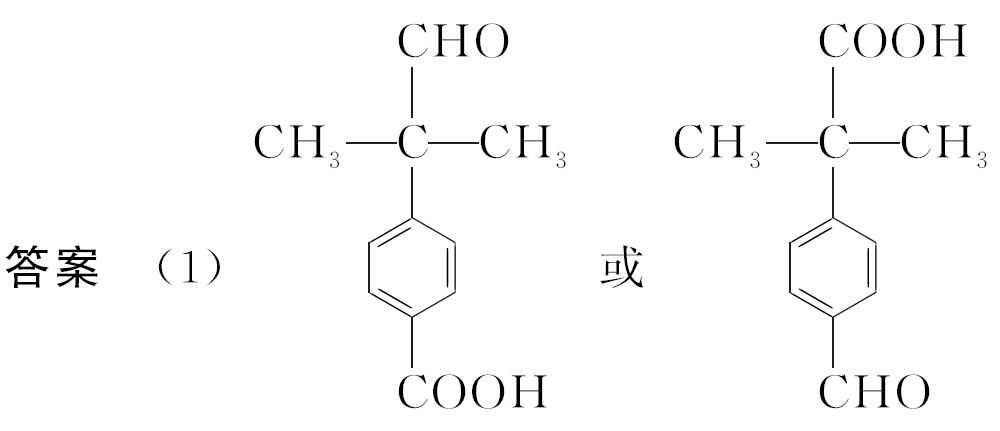 CHO COOH
CH₃—C—CH₃ CH₃—C—CH₃
答案 （1） 或
COOH CHO